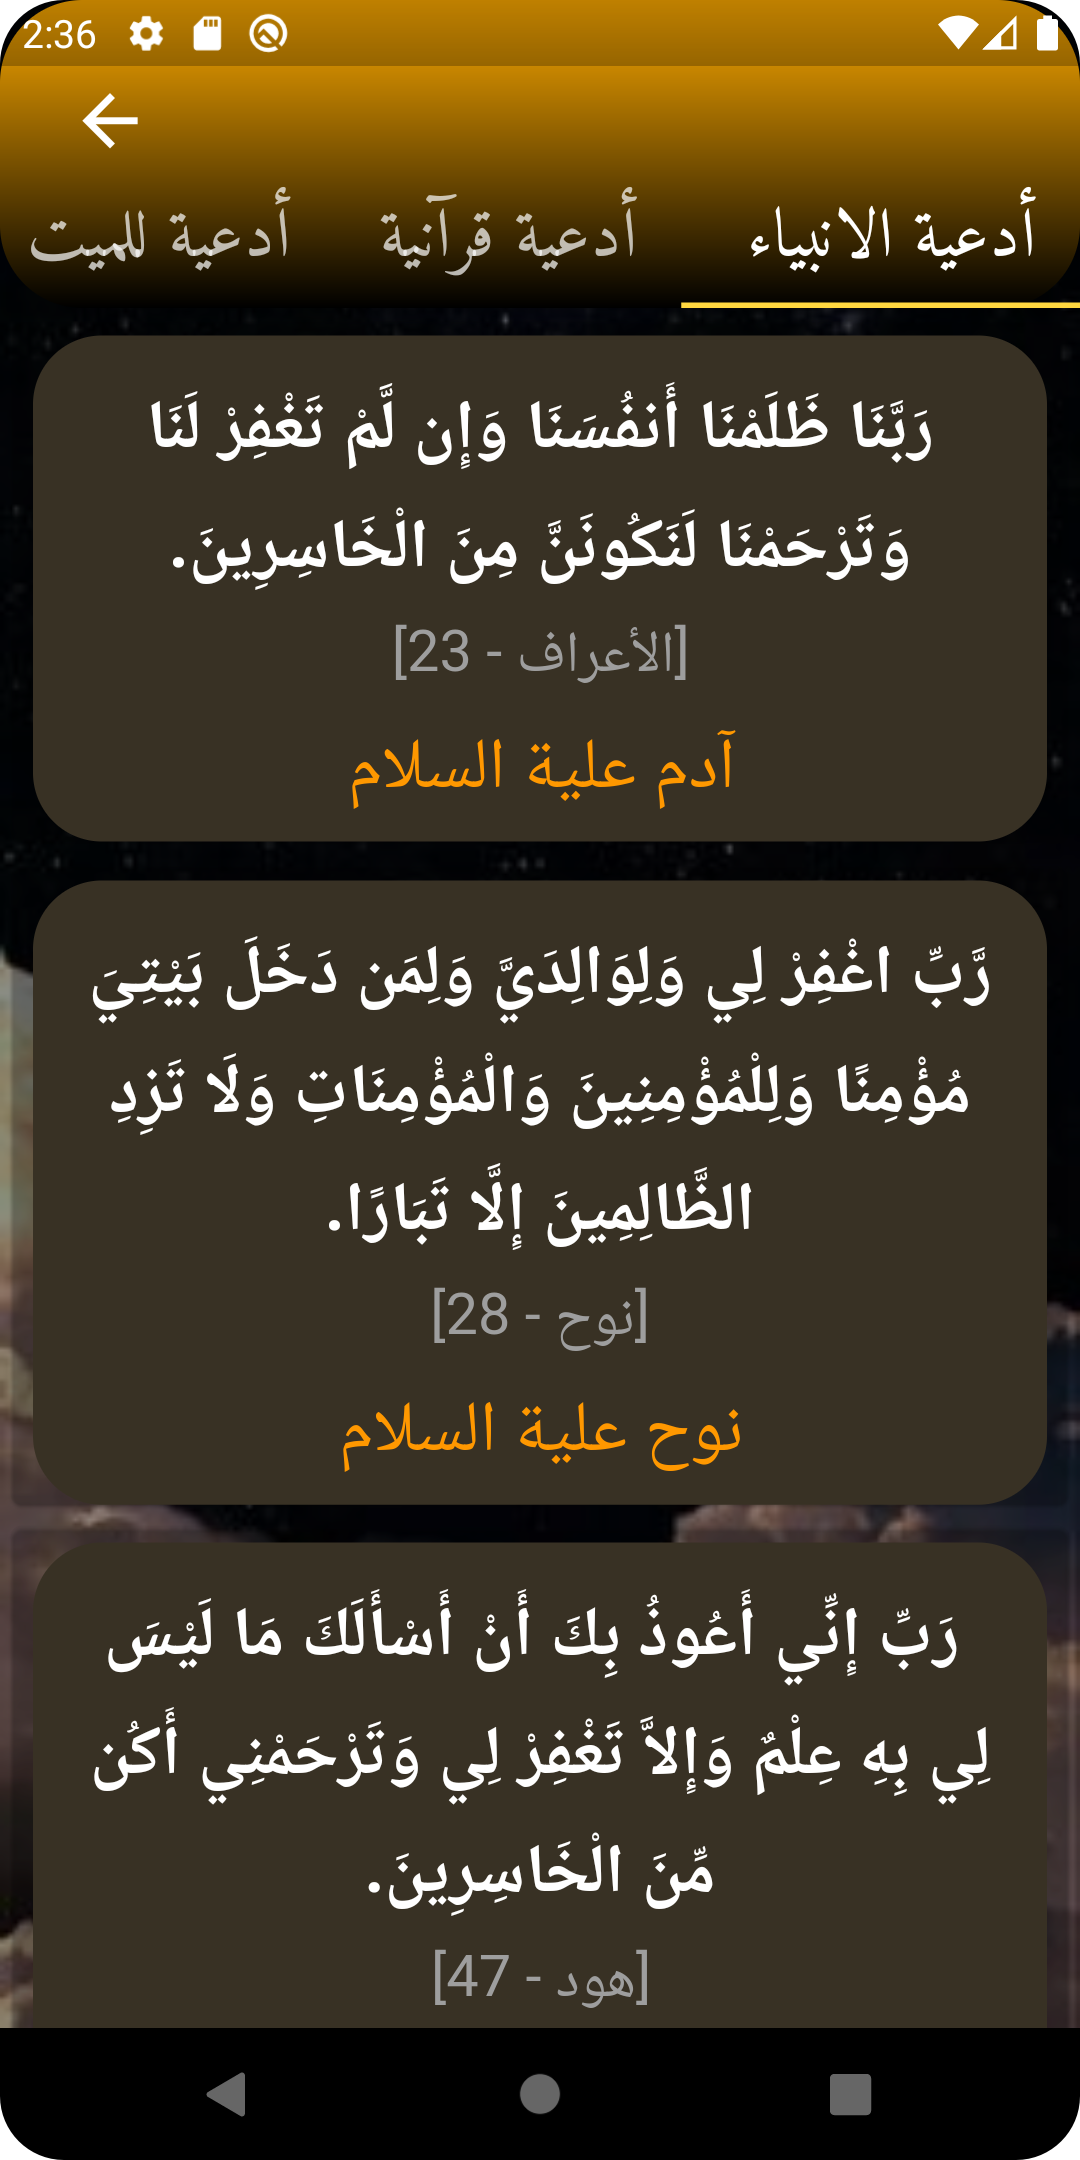 2:36
أدعية الانبياء
أدعية قرآنية
أدعية للميت
رَبَّنَا ظَلَمْنَا أَنفُسَنَا وَإِن لَّمْ تَغْفِرْ لَنَا
وَتَرْحَمْنَا لَنَكُونَنَّ مِنَ الْخَاسِرِينَ.
[الأعراف - 23]
آدم علية السلام
رَّبِّ اغْفِرْ لِي وَلِوَالِدَيَّ وَلِمَن دَخَلَ بَيْتِيَ
مُؤْمِنًا وَلِلْمُؤْمِنِينَ وَالْمُؤْمِنَاتِ وَلَا تَزِدِ
الظَّالِمِينَ إِلَّا تَبَارًا.
[نوح - 28]
نوح علية السلام
رَبِّ إِنِّي أَعُوذُ بِكَ أَنْ أَسْأَلَكَ مَا لَيْسَ
لِي بِهِ عِلْمٌ وَإِلاَّ تَغْفِرْ لِي وَتَرْحَمْنِي أَكُن
مِّنَ الْخَاسِرِينَ.
[هود - 47]